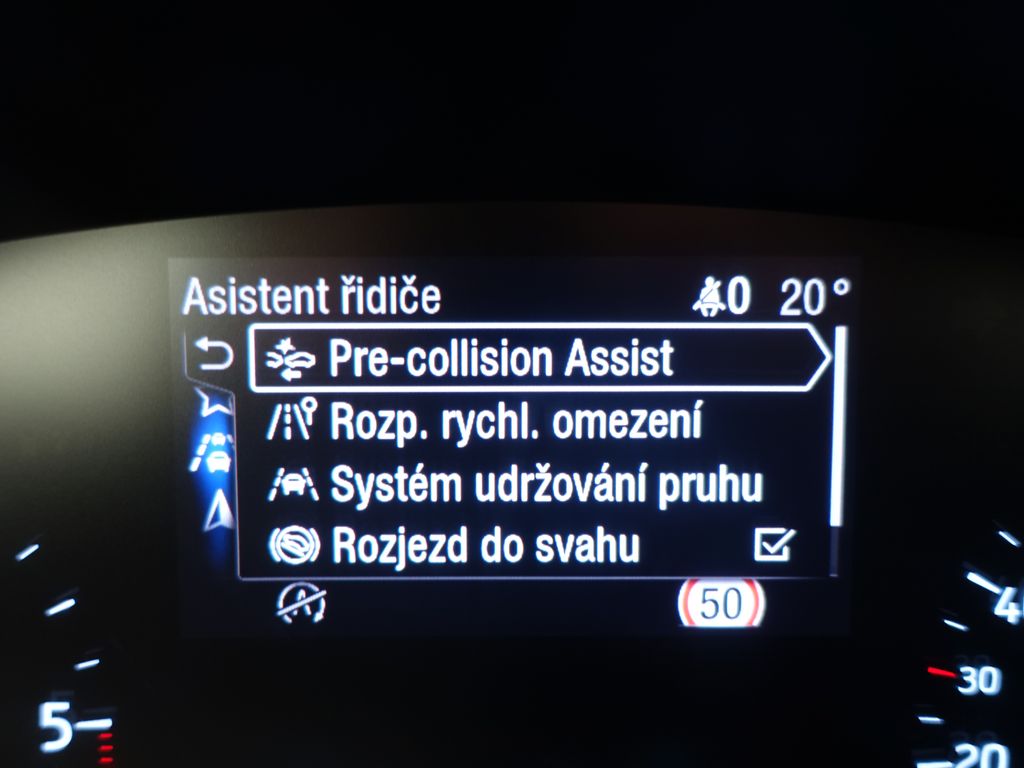 Asistent řidiče 0 20°
Pre-collision Assist
Rozp. rychl. omezení
Systém udržování pruhu
Rozjezd do svahu
50
5
40
30
20